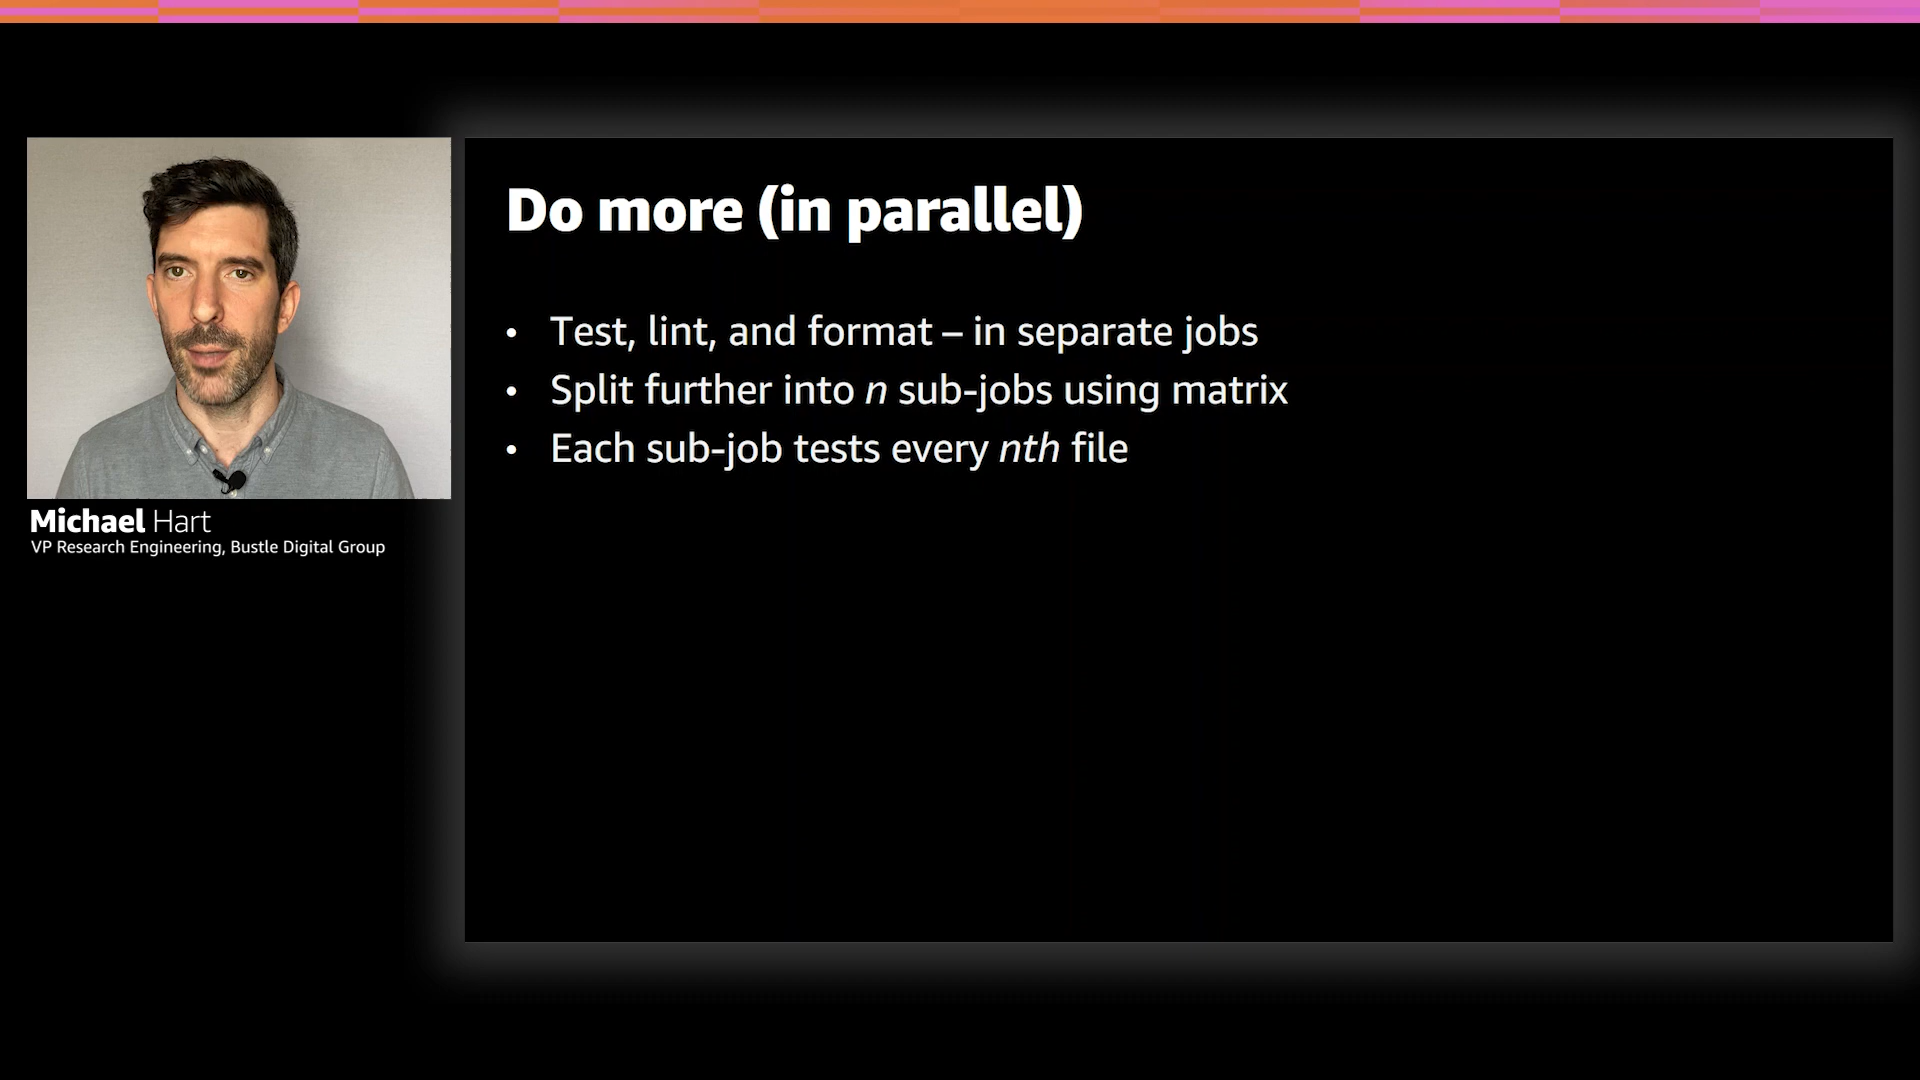 Do more (in parallel)
• Test, lint, and format – in separate jobs
• Split further into n sub-jobs using matrix
• Each sub-job tests every nth file
Michael Hart
VP Research Engineering, Bustle Digital Group